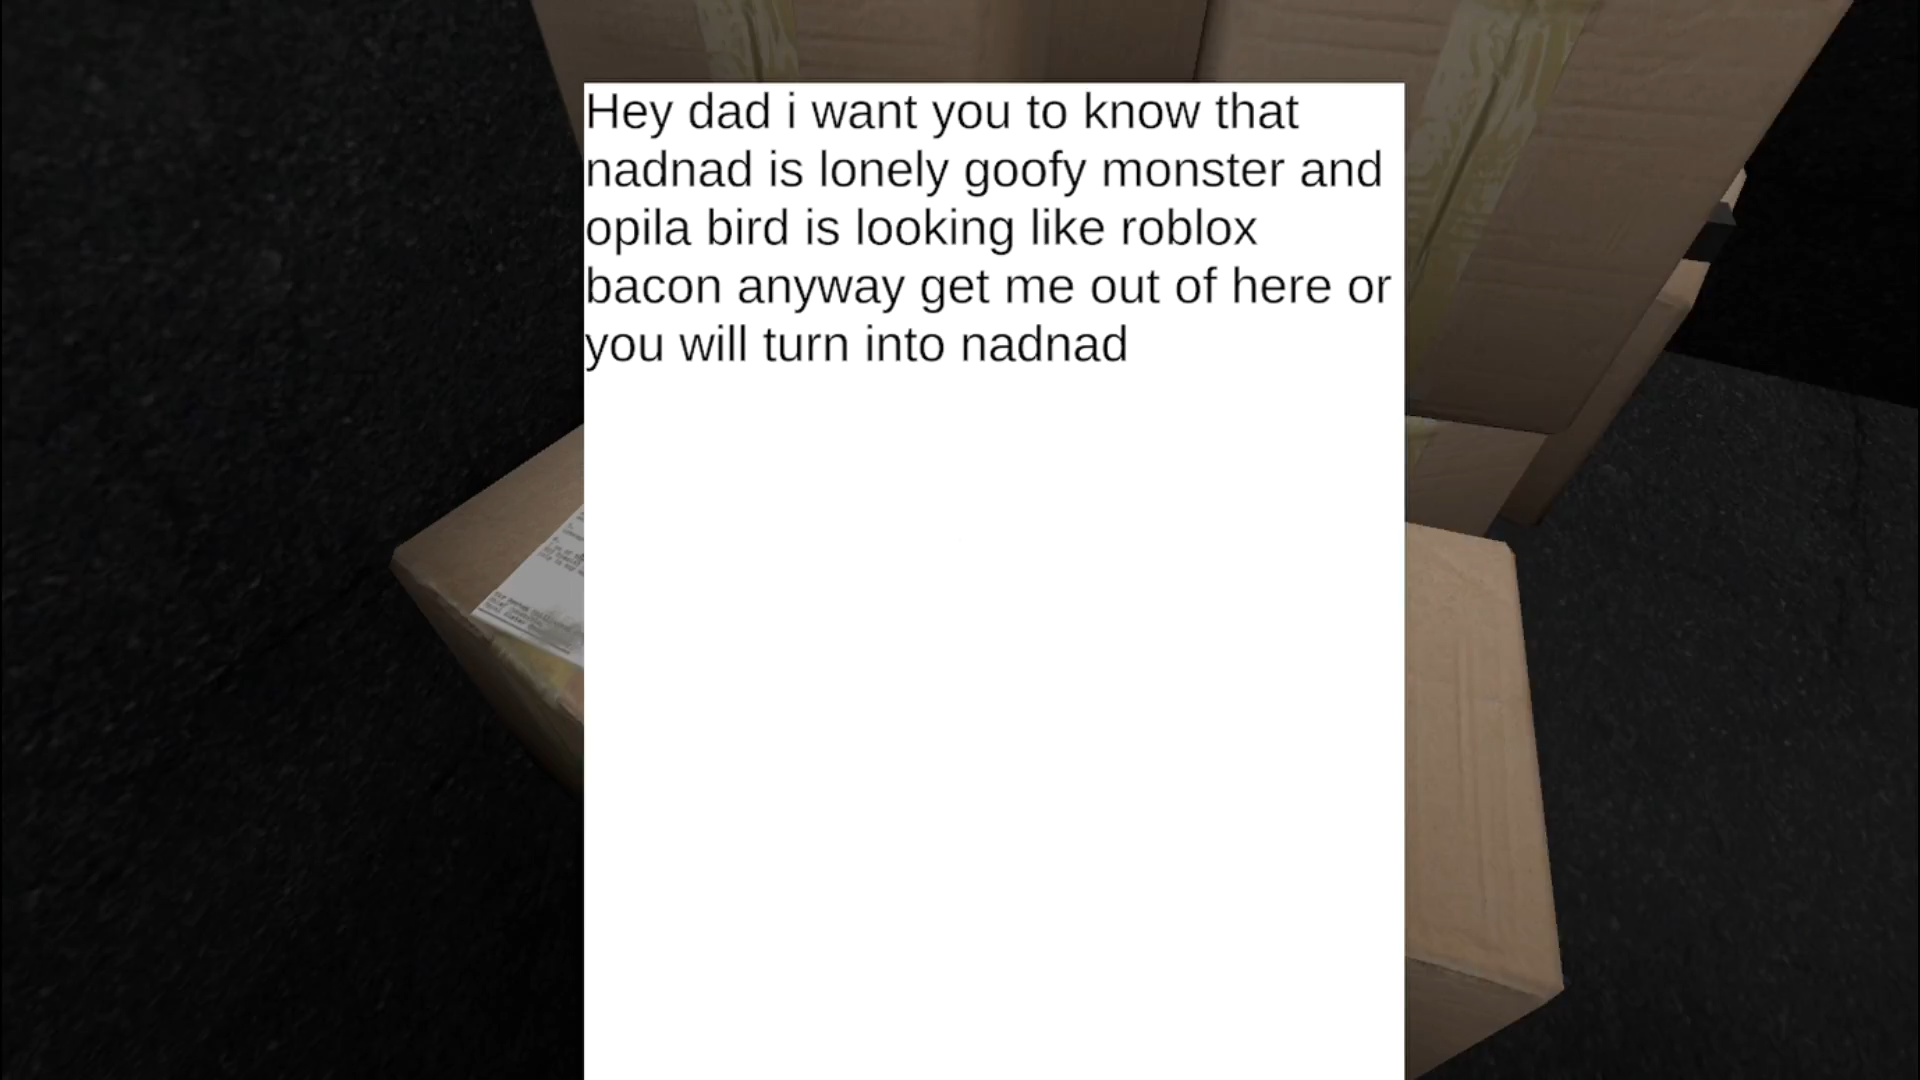 Hey dad i want you to know that
nadnad is lonely goofy monster and
opila bird is looking like roblox
bacon anyway get me out of here or
you will turn into nadnad